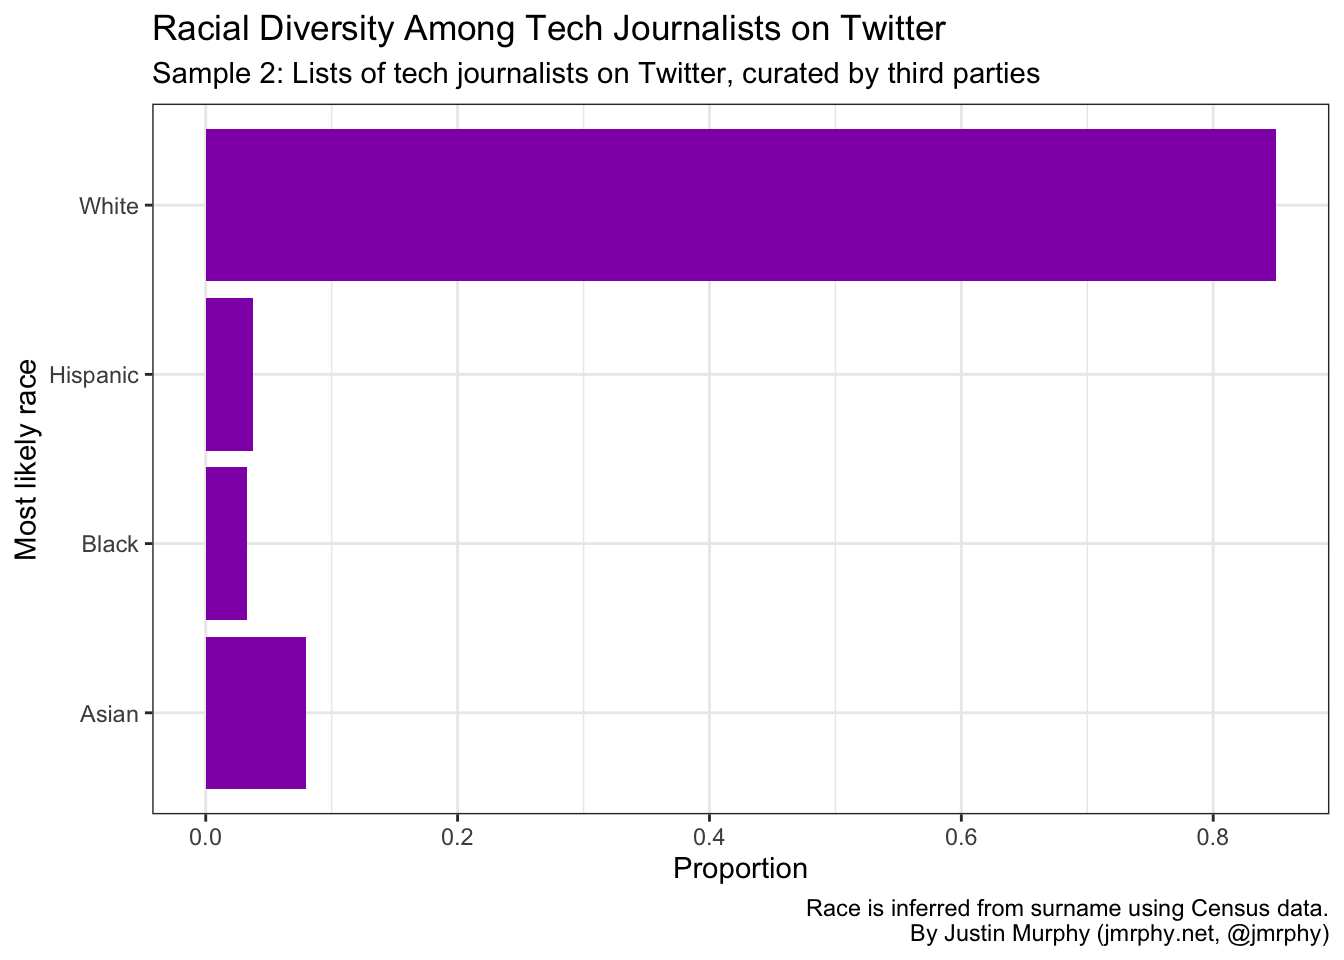 Racial Diversity Among Tech Journalists on Twitter
Sample 2: Lists of tech journalists on Twitter, curated by third parties
Most likely race
White
Hispanic
Black
Asian
0.0 0.2 0.4 0.6 0.8
Proportion
Race is inferred from surname using Census data.
By Justin Murphy (jmrphy.net, @jmrphy)